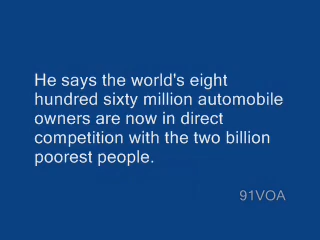 He says the world's eight
hundred sixty million automobile
owners are now in direct
competition with the two billion
poorest people.
91VOA